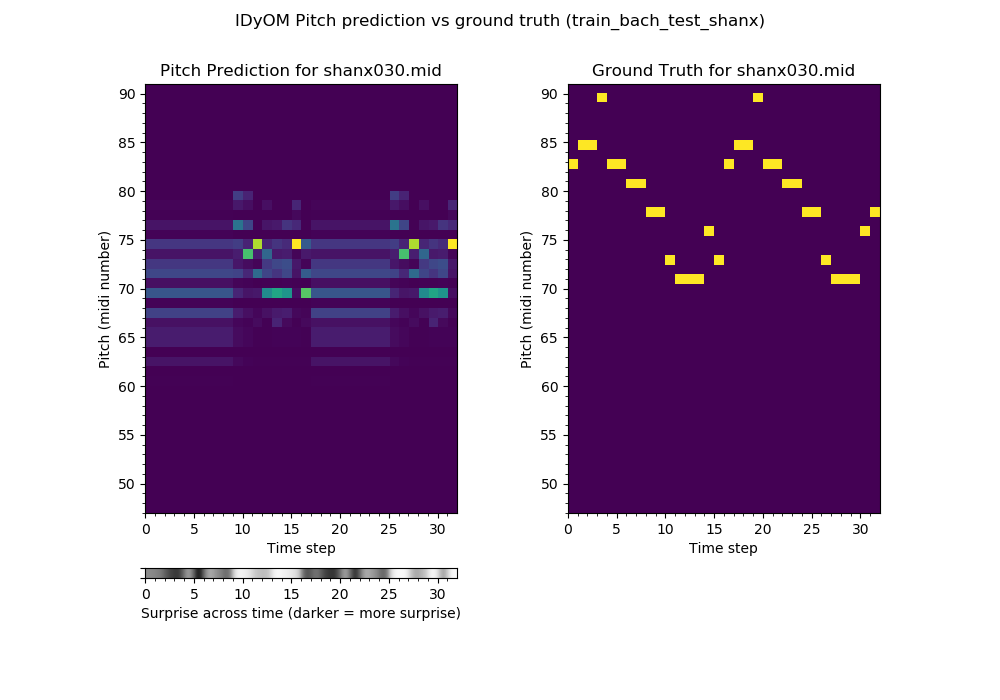 IDyOM Pitch prediction vs ground truth (train_bach_test_shanx)
Pitch Prediction for shanx030.mid
90
85
80
75
70
65
60
55
50
Pitch (midi number)
0 5 10 15 20 25 30
Time step
0 5 10 15 20 25 30
Surprise across time (darker = more surprise)
Ground Truth for shanx030.mid
90
85
80
75
70
65
60
55
50
Pitch (midi number)
0 5 10 15 20 25 30
Time step